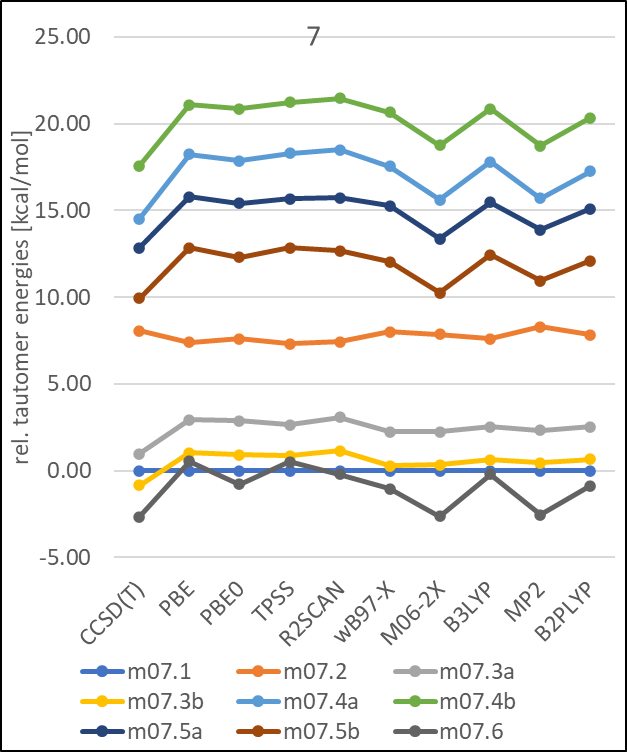 7
rel. tautomer energies [kcal/mol]
25.00
20.00
15.00
10.00
5.00
0.00
-5.00
CCSD(T) PBE PBE0 TPSS R2SCAN wB97-X M06-2X B3LYP MP2 B2PLYP
m07.1 m07.2 m07.3a
m07.3b m07.4a m07.4b
m07.5a m07.5b m07.6